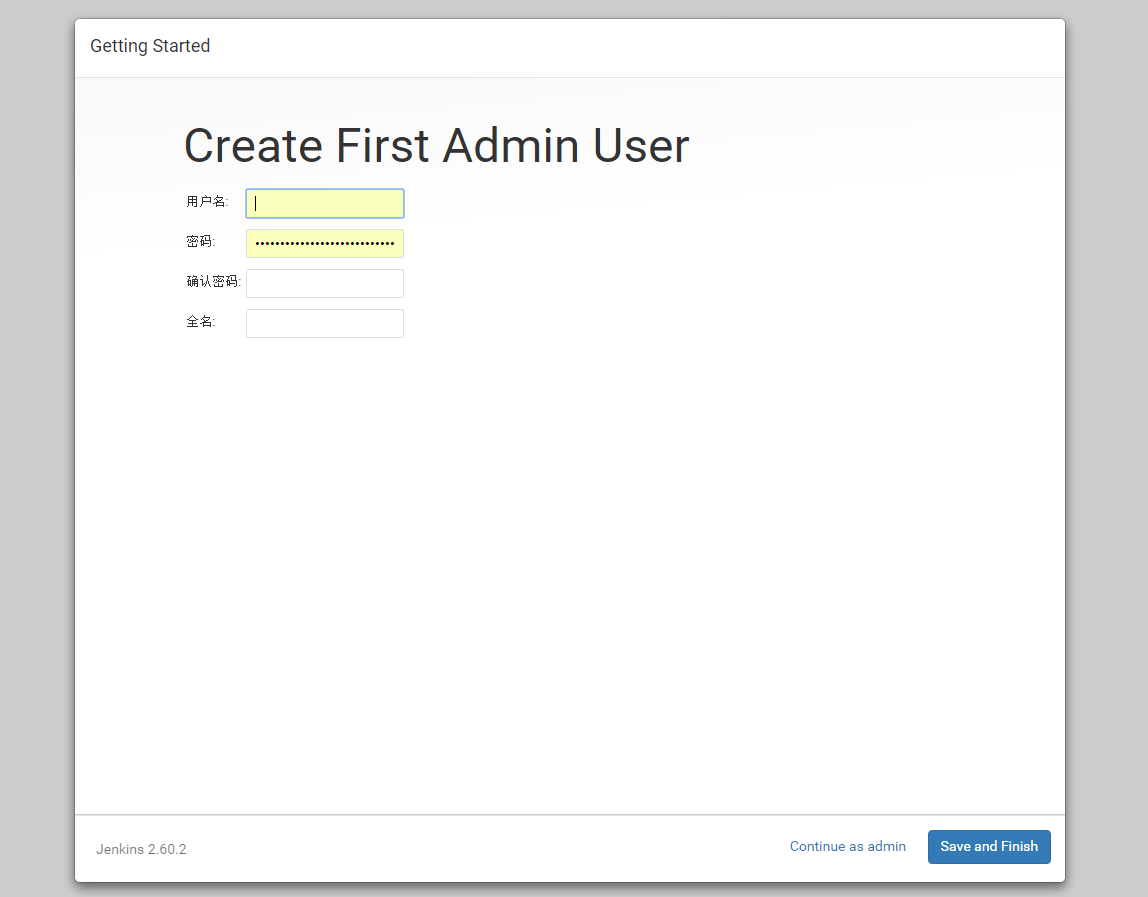 Getting Started
Create First Admin User
用户名:
密码: ••••••••••••••••••••••••••••
确认密码:
全名:
Jenkins 2.60.2
Continue as admin
Save and Finish